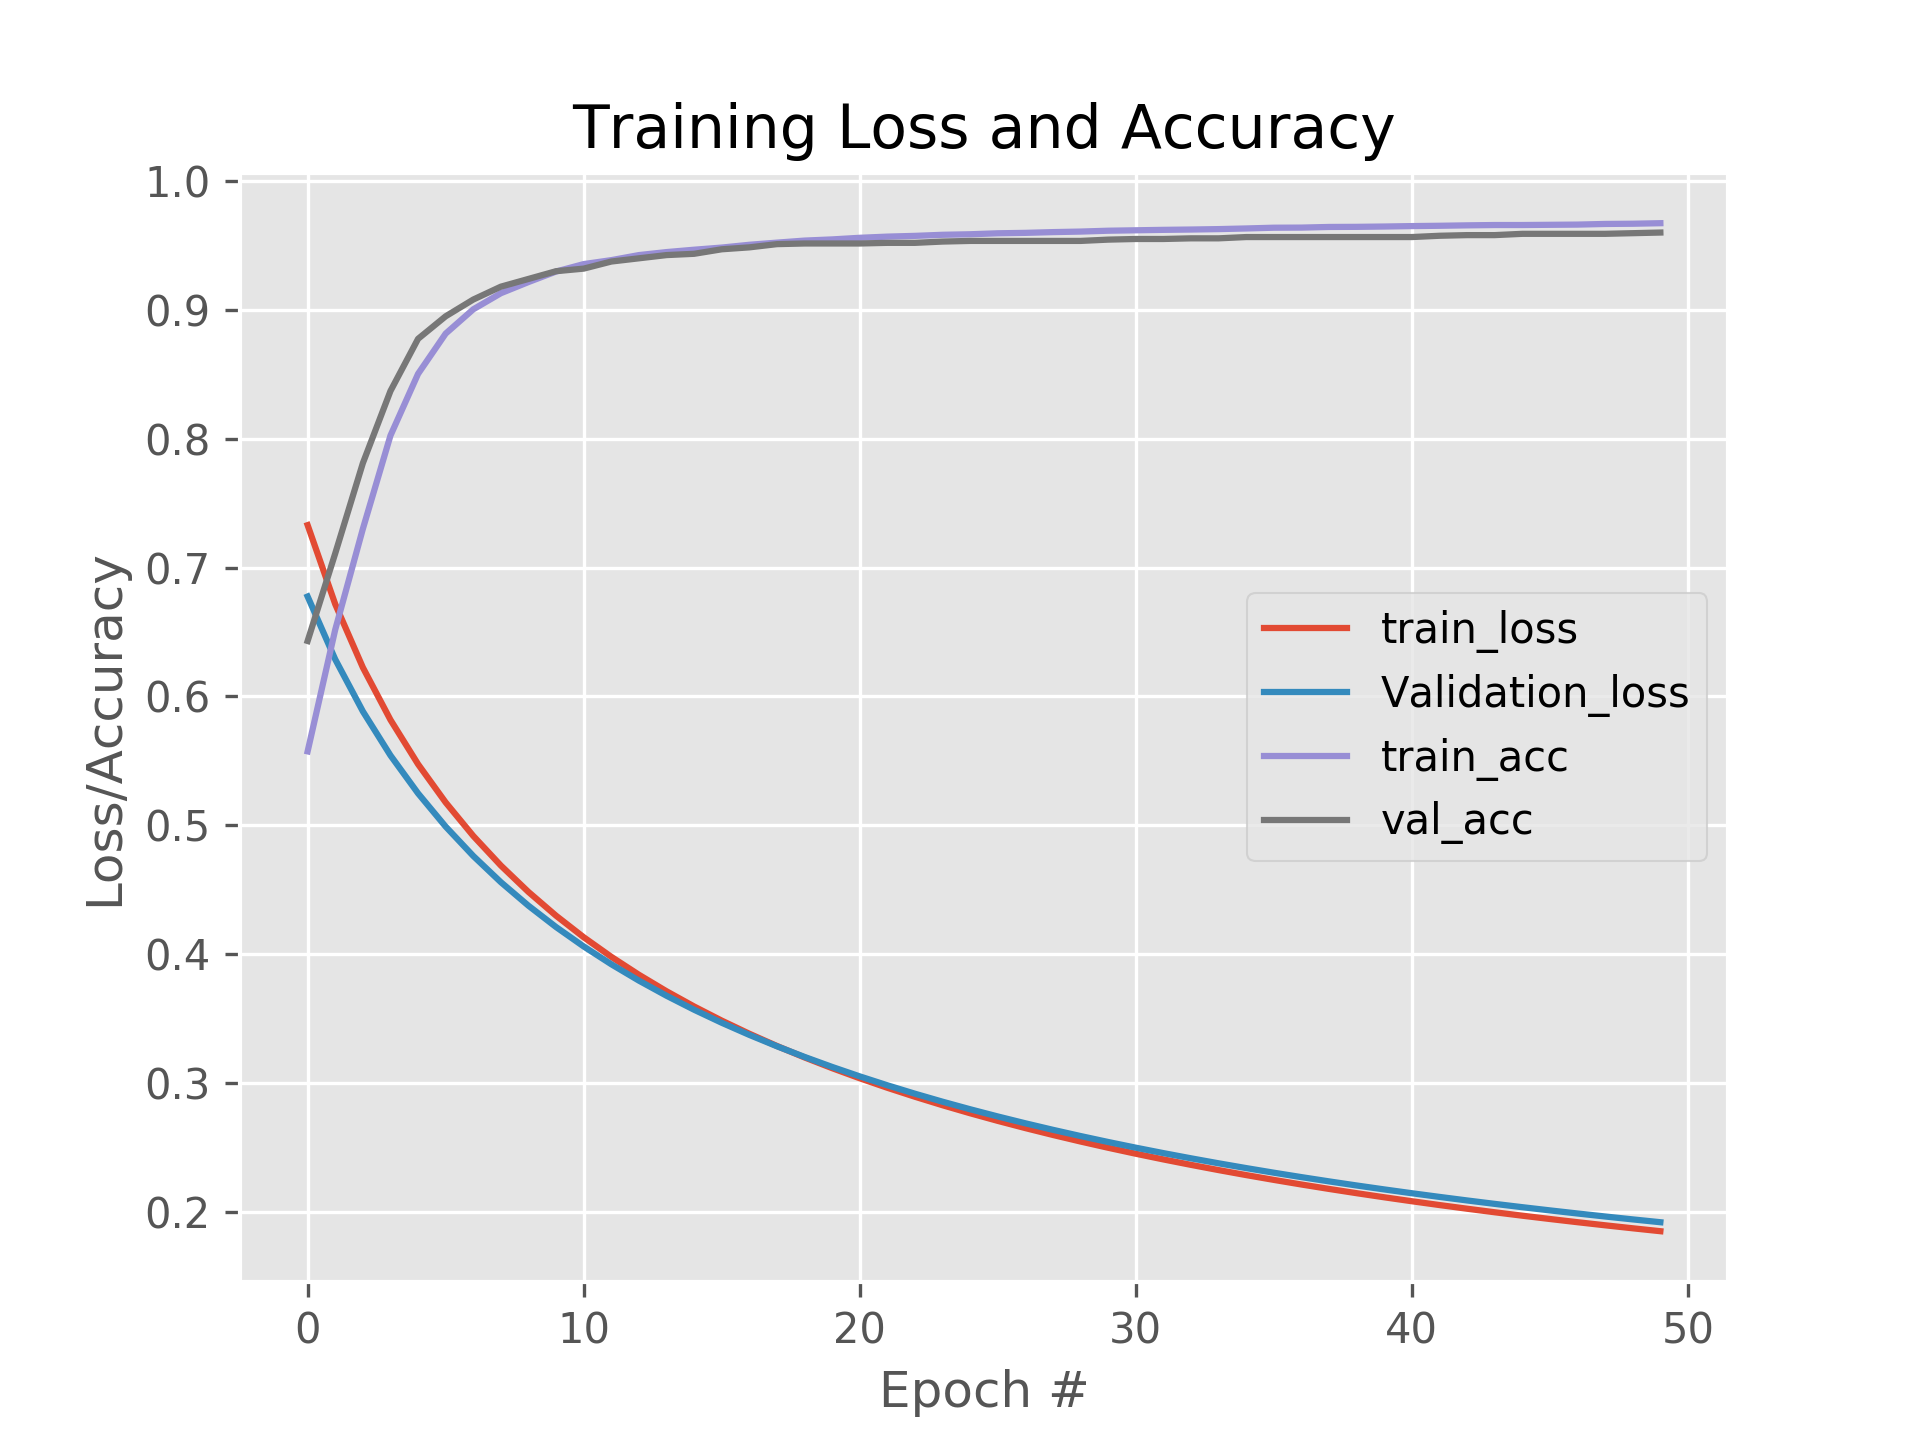 Training Loss and Accuracy
1.0
0.9
0.8
0.7
0.6
0.5
0.4
0.3
0.2
Loss/Accuracy
train_loss
Validation_loss
train_acc
val_acc
0 10 20 30 40 50
Epoch #